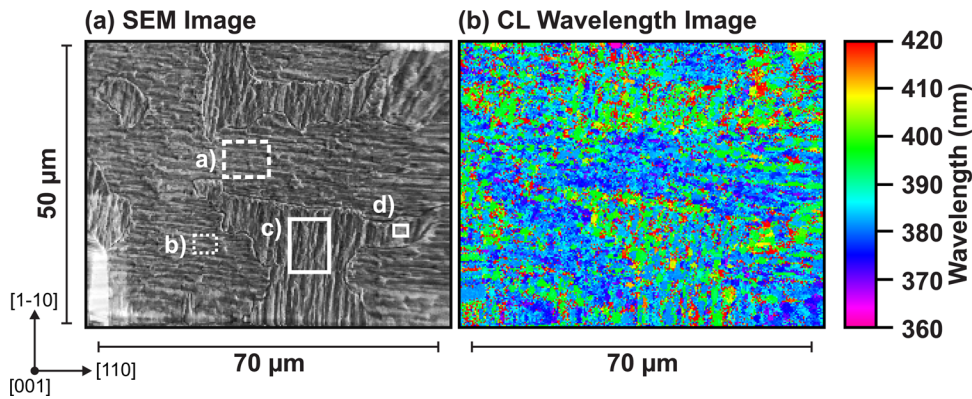 (a) SEM Image
(b) CL Wavelength Image
a)
b)
c)
d)
50 µm
70 µm
70 µm
[1-10]
[110]
[001]
420
410
400
390
380
370
360
Wavelength (nm)